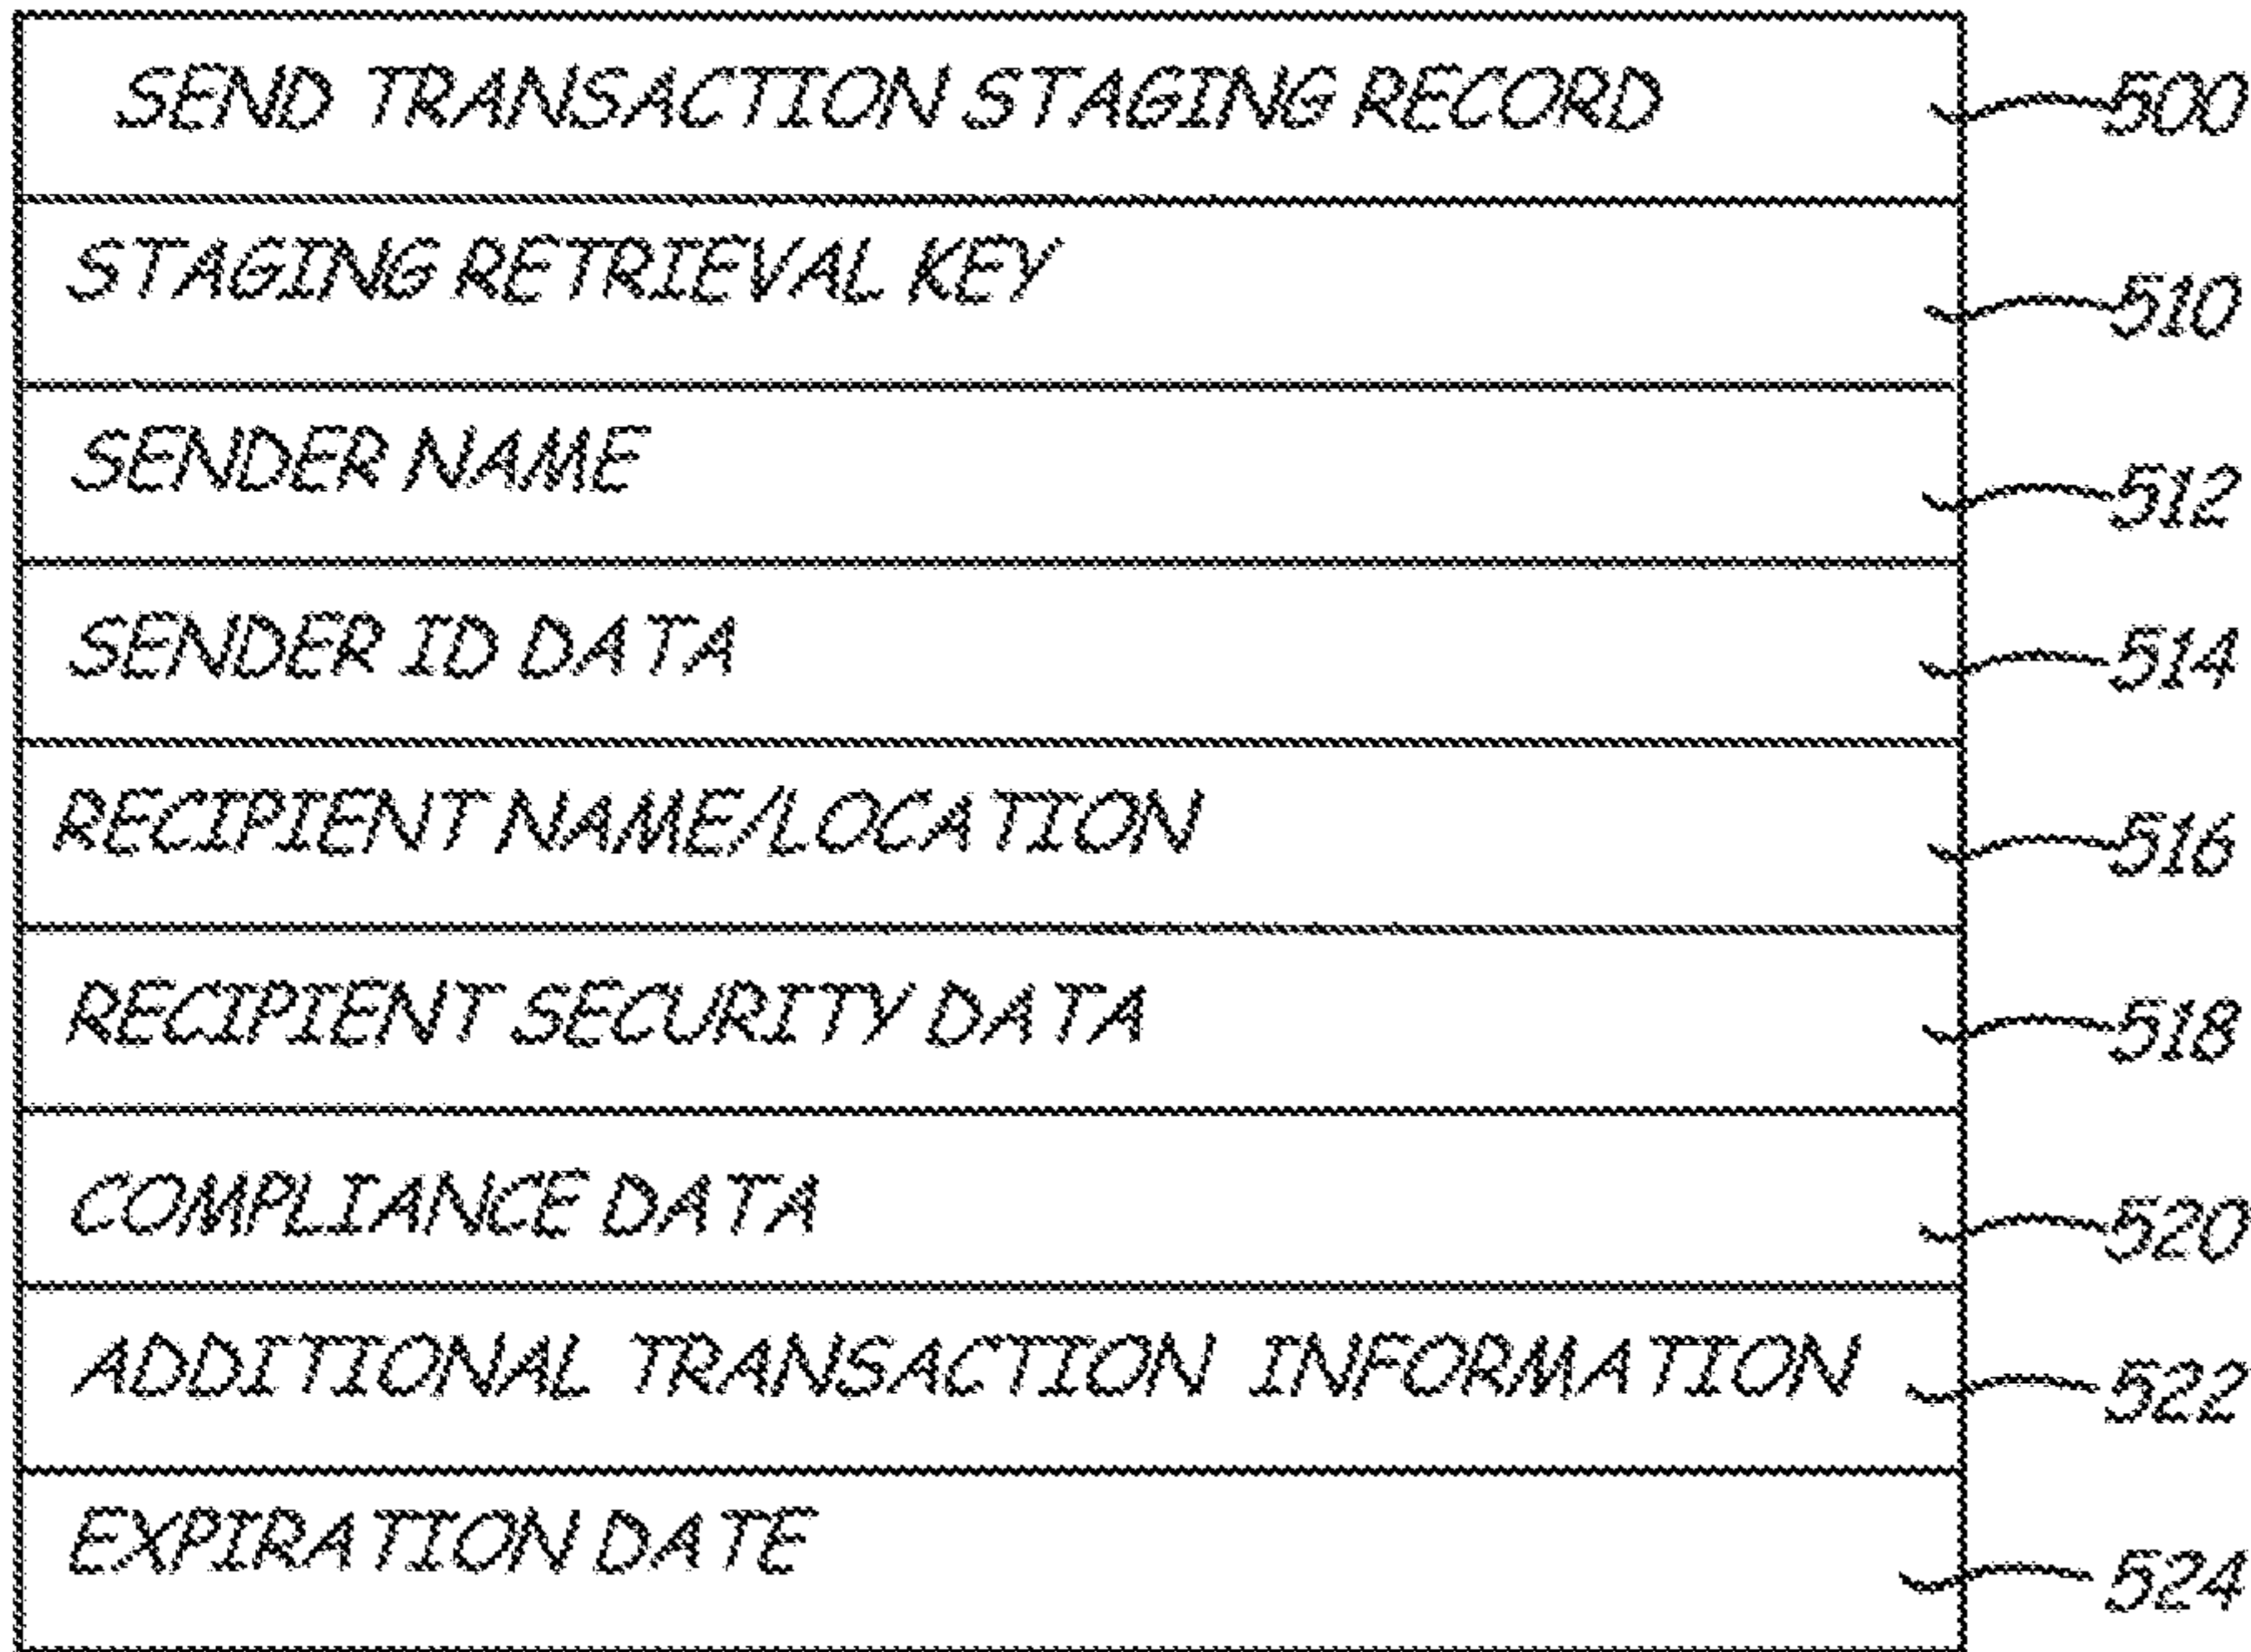 SEND TRANSACTION STAGING RECORD 500
STAGING RETRIEVAL KEY 510
SENDER NAME 512
SENDER ID DATA 514
RECIPIENT NAME/LOCATION 516
RECIPIENT SECURITY DATA 518
COMPLIANCE DATA 520
ADDITIONAL TRANSACTION INFORMATION 522
EXPIRATION DATE 524